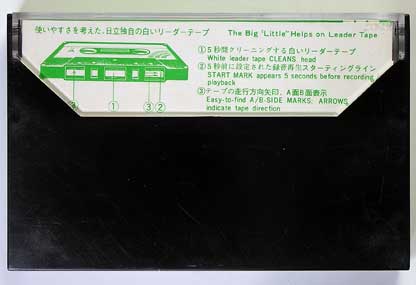 使いやすさを考えた、日立独自の白いリーダーテープ
The Big "Little" Helps on Leader Tape
①5秒間クリーニングする白いリーダーテープ
White leader tape CLEANS head
②5秒前に設定された録音再生スターティングライン
START MARK appears 5 seconds before recording
playback
③テープの走行方向矢印、A面B面表示
Easy-to-find A/B-SIDE MARKS; ARROWS
indicate tape direction
③ ① ③②